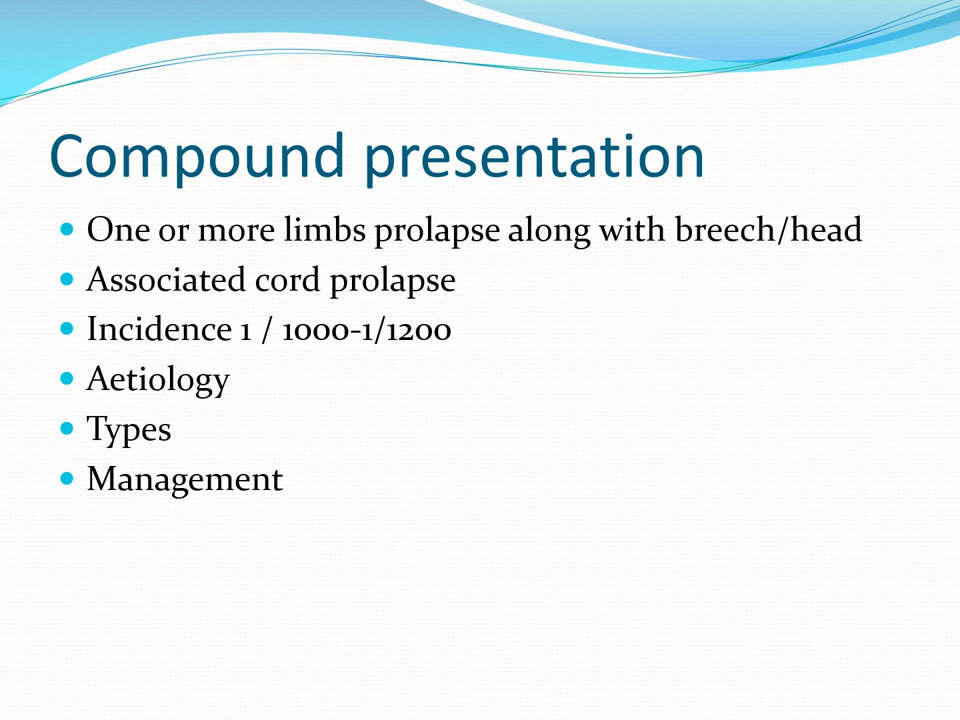 Compound presentation
One or more limbs prolapse along with breech/head
Associated cord prolapse
Incidence 1 / 1000-1/1200
Aetiology
Types
Management